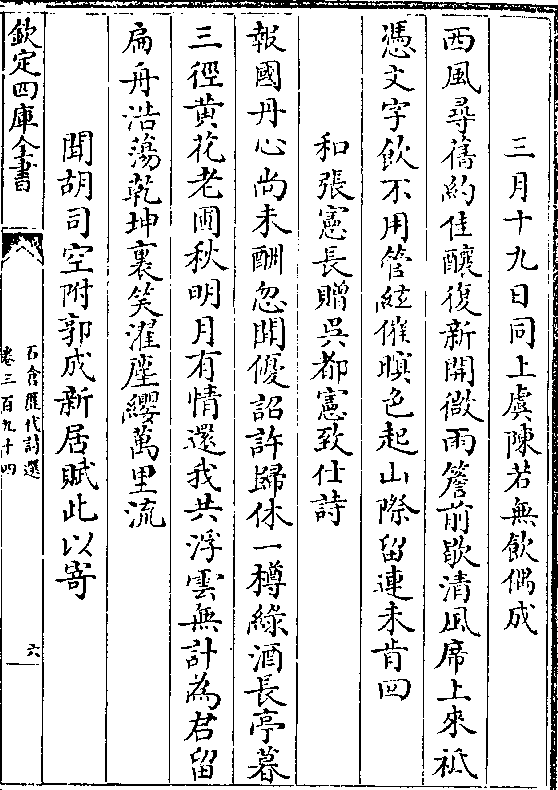 三月十九日同上虞陳若無飲偶成
西風尋舊約佳釀復新開微雨簷前歇清風席上來祗
憑文字飲不用管絃催暝色起山際留連未肯回
和張憲長贈吳都憲致仕詩
報國丹心尚未酬忽聞優詔許歸休一樽綠酒長亭暮
三徑黃花老圃秋明月有情還我共浮雲無計為君留
扁舟浩蕩乾坤裏笑濯塵纓萬里流
聞胡司空附郭成新居賦此以寄
欽定四庫全書
石倉歷代詩選
卷三百九十四
六